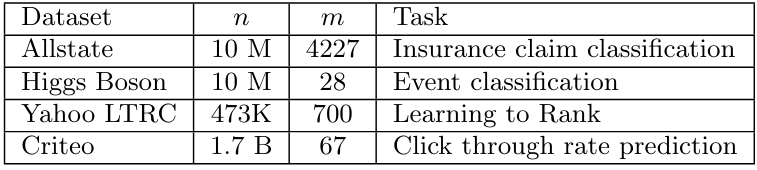 Dataset n m Task
Allstate 10 M 4227 Insurance claim classification
Higgs Boson 10 M 28 Event classification
Yahoo LTRC 473K 700 Learning to Rank
Criteo 1.7 B 67 Click through rate prediction